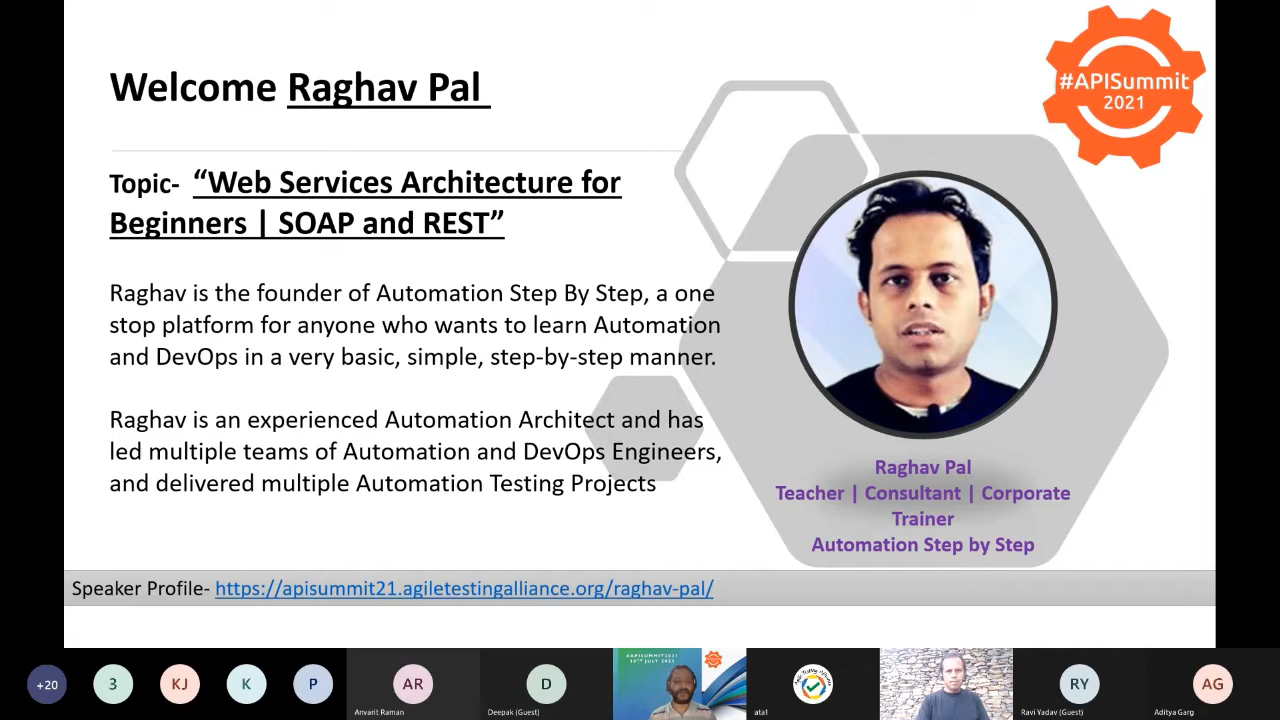 Welcome Raghav Pal
#APISummit
2021
Topic- “Web Services Architecture for
Beginners | SOAP and REST”
Raghav is the founder of Automation Step By Step, a one
stop platform for anyone who wants to learn Automation
and DevOps in a very basic, simple, step-by-step manner.
Raghav is an experienced Automation Architect and has
led multiple teams of Automation and DevOps Engineers,
and delivered multiple Automation Testing Projects
Raghav Pal
Teacher | Consultant | Corporate
Trainer
Automation Step by Step
Speaker Profile- https://apisummit21.agiletestingalliance.org/raghav-pal/
+20
3
KJ
K
P
AR
Anvarit Raman
D
Deepak (Guest)
#APISUMMIT2021
30TH JULY 2021
ata1
RY
Ravi Yadav (Guest)
AG
Aditya Garg